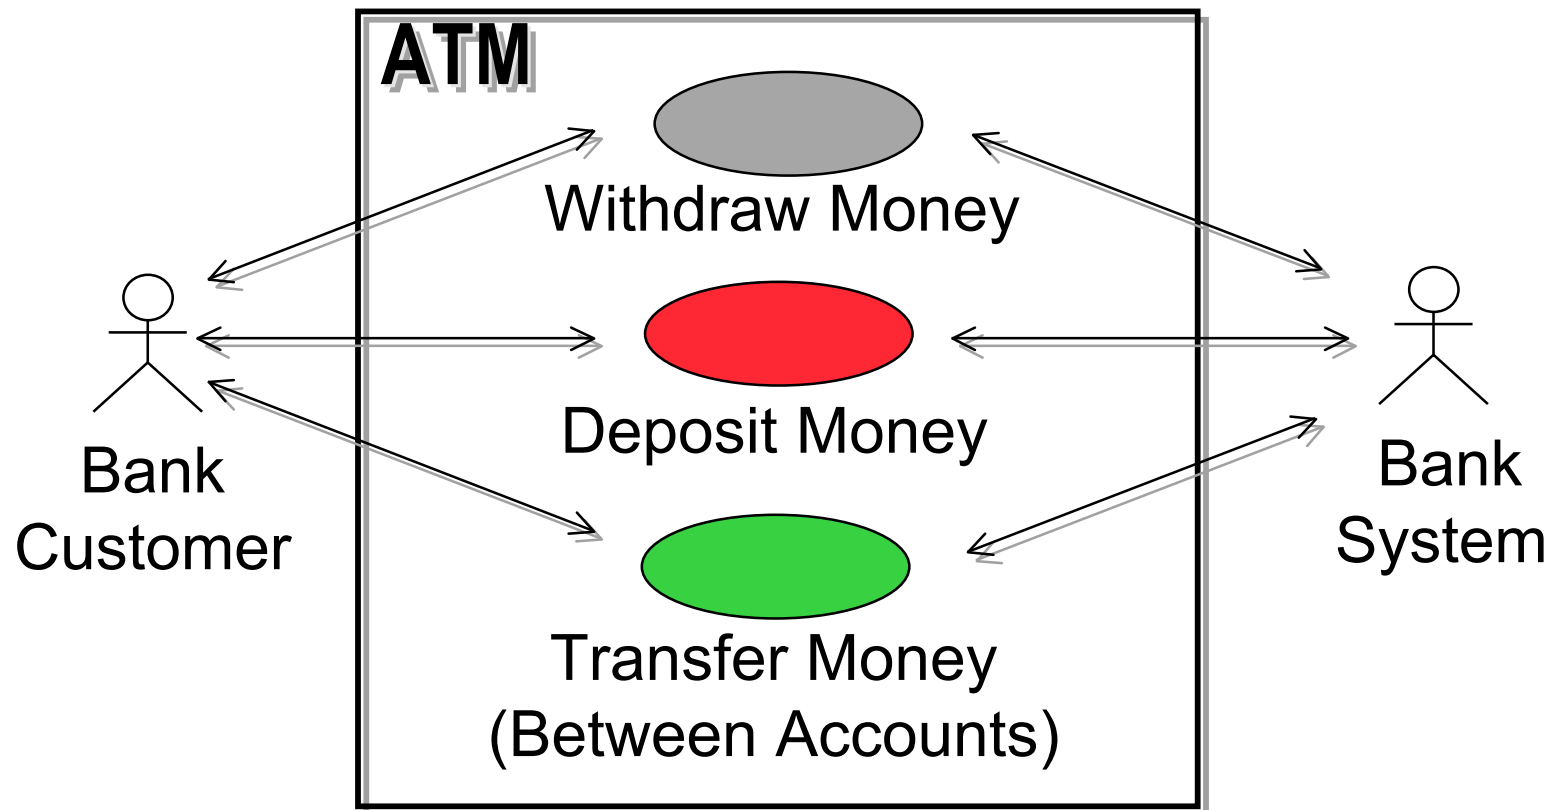 ATM
Withdraw Money
Deposit Money
Bank
Customer
Bank
System
Transfer Money
(Between Accounts)